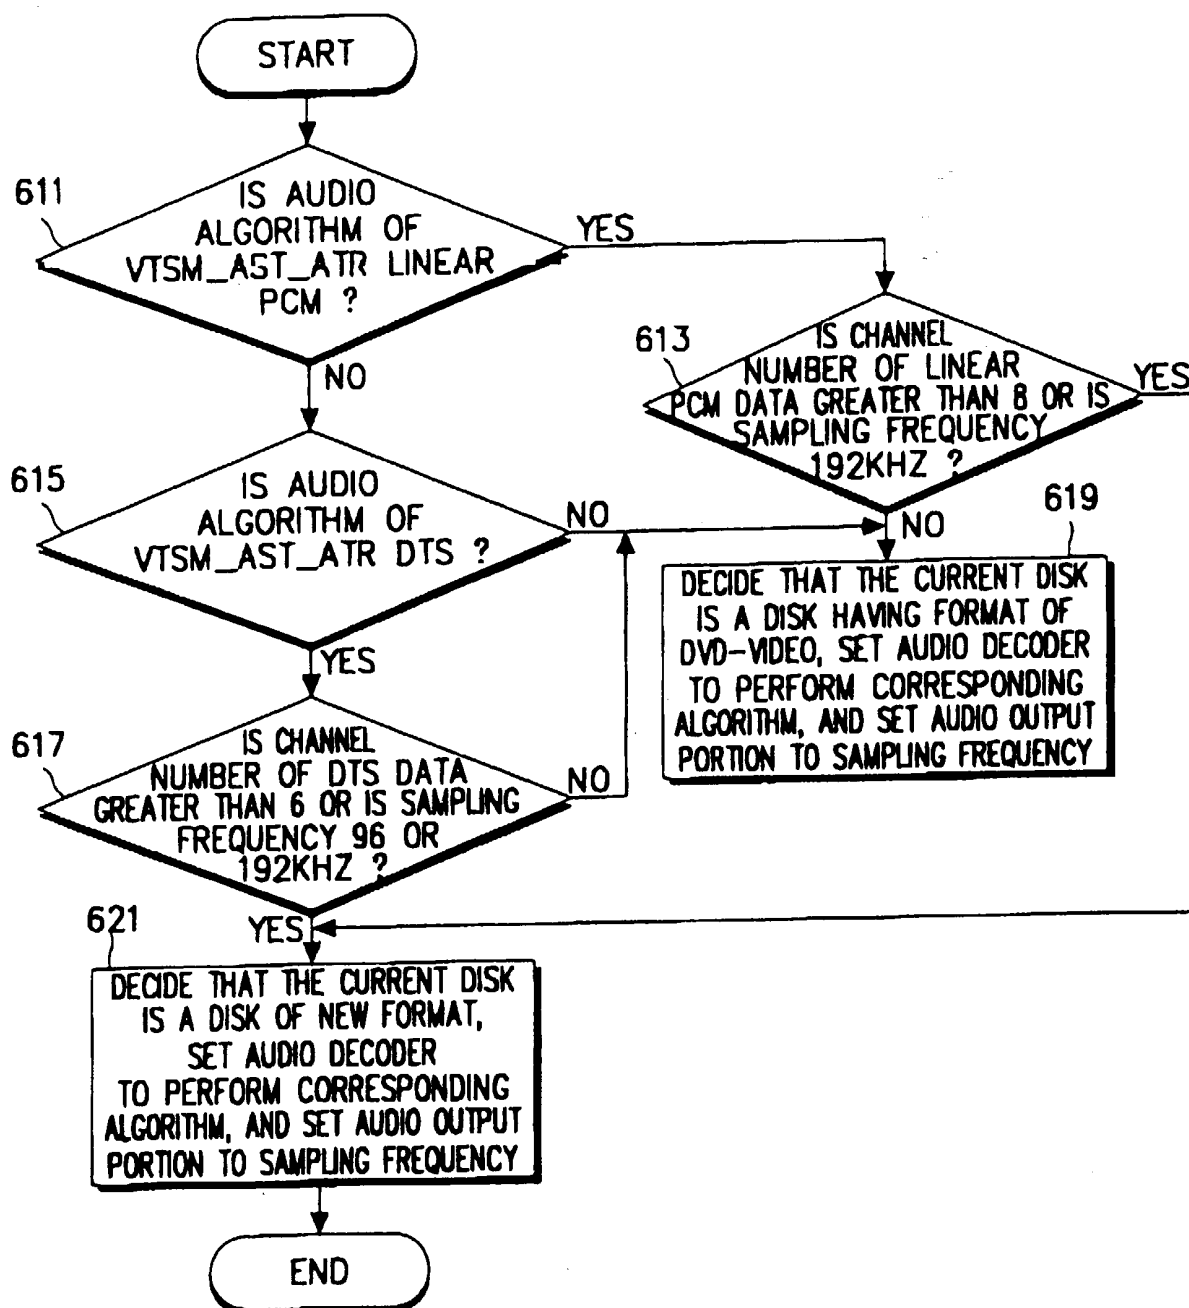 START
611
IS AUDIO
ALGORITHM OF
VTSM_AST_ATR LINEAR
PCM ?
YES
NO
613
IS CHANNEL
NUMBER OF LINEAR
PCM DATA GREATER THAN 8 OR IS
SAMPLING FREQUENCY
192KHZ ?
YES
NO
615
IS AUDIO
ALGORITHM OF
VTSM_AST_ATR DTS ?
NO
YES
619
DECIDE THAT THE CURRENT DISK
IS A DISK HAVING FORMAT OF
DVD-VIDEO, SET AUDIO DECODER
TO PERFORM CORRESPONDING
ALGORITHM, AND SET AUDIO OUTPUT
PORTION TO SAMPLING FREQUENCY
617
IS CHANNEL
NUMBER OF DTS DATA
GREATER THAN 6 OR IS SAMPLING
FREQUENCY 96 OR
192KHZ ?
NO
YES
621
DECIDE THAT THE CURRENT DISK
IS A DISK OF NEW FORMAT,
SET AUDIO DECODER
TO PERFORM CORRESPONDING
ALGORITHM, AND SET AUDIO OUTPUT
PORTION TO SAMPLING FREQUENCY
END